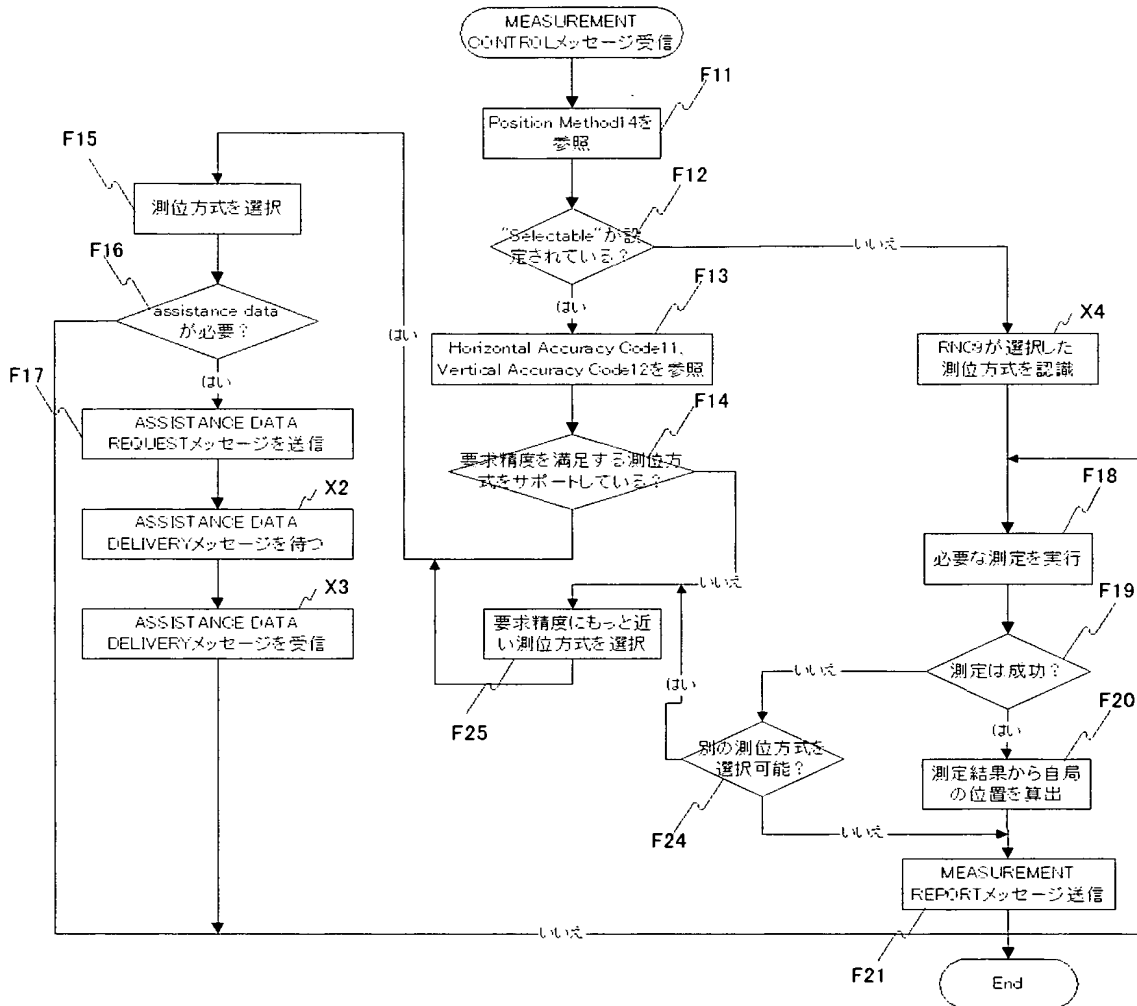 MEASUREMENT
CONTROLメッセージ受信
F11
Position Method14を
参照
F12
"Selectable"が設
定されている？
いいえ
はい
F13
Horizontal Accuracy Code11、
Vertical Accuracy Code12を参照
F14
要求精度を満足する測位方
式をサポートしている？
はい
いいえ
要求精度にもっと近
い測位方式を選択
F25
F15
測位方式を選択
F16
assistance data
が必要？
はい
F17
ASSISTANCE DATA
REQUESTメッセージを送信
X2
ASSISTANCE DATA
DELIVERYメッセージを待つ
X3
ASSISTANCE DATA
DELIVERYメッセージを受信
いいえ
X4
RNC9が選択した
測位方式を認識
F18
必要な測定を実行
F19
測定は成功？
いいえ
はい
F20
測定結果から自局
の位置を算出
別の測位方式を
選択可能？
はい
F24
いいえ
MEASUREMENT
REPORTメッセージ送信
F21
End